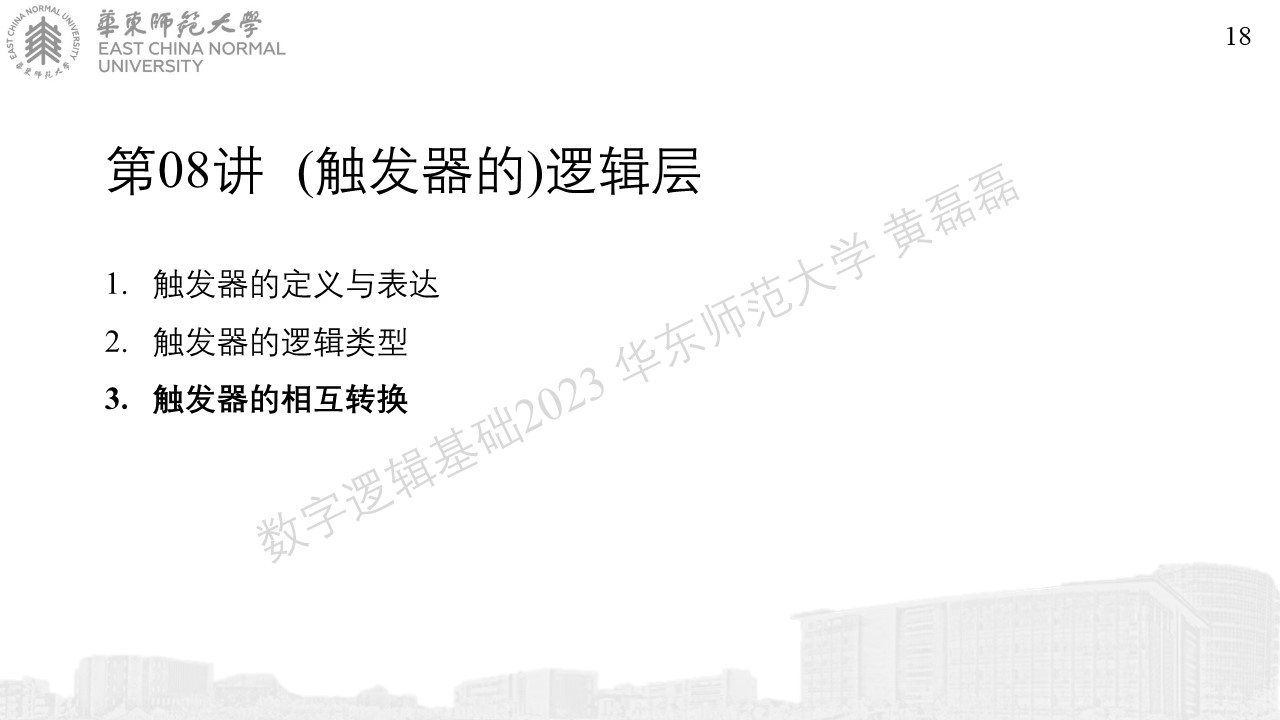 EAST CHINA NORMAL UNIVERSITY
華東師范大學
華東師范大學
EAST CHINA NORMAL
UNIVERSITY
18
第08讲 (触发器的)逻辑层
1. 触发器的定义与表达
2. 触发器的逻辑类型
3. 触发器的相互转换
数字逻辑基础2023 华东师范大学 黄磊磊